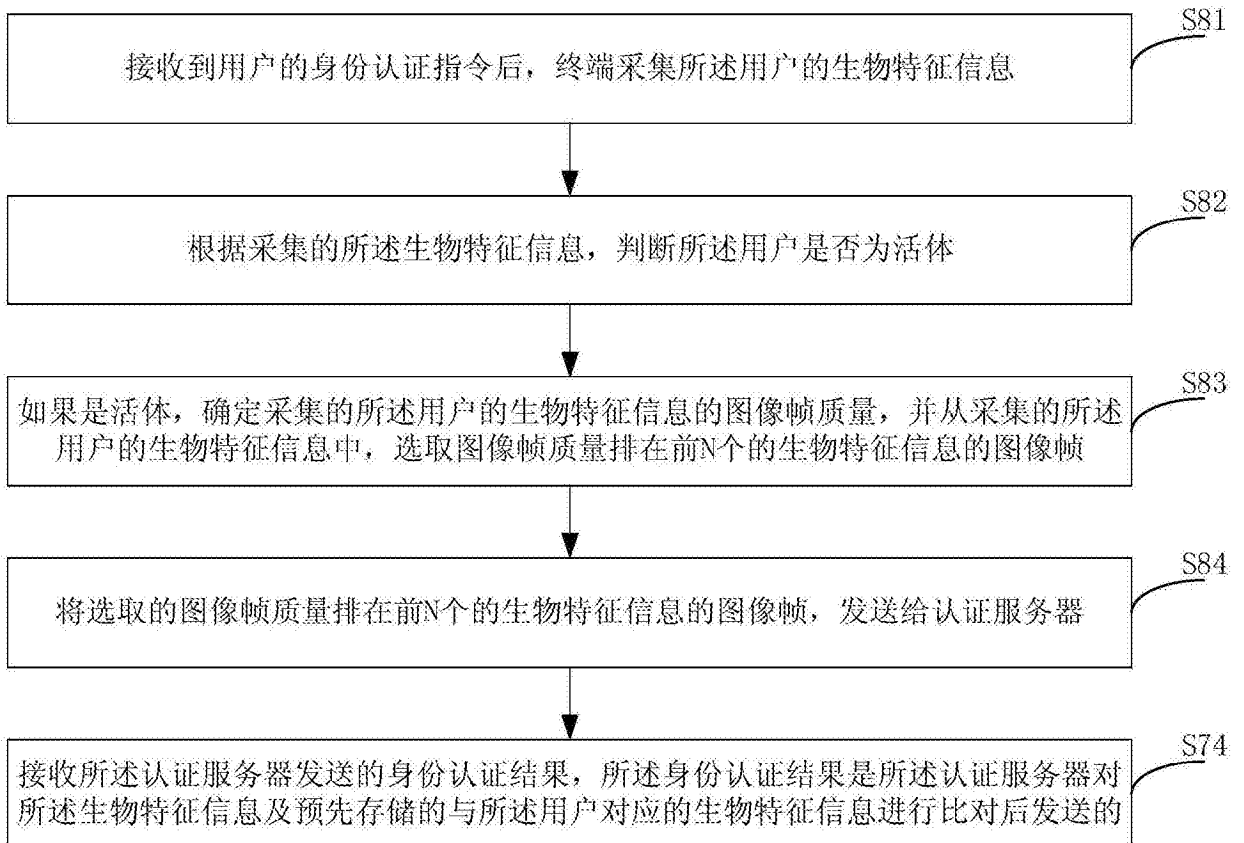 S81
接收到用户的身份认证指令后，终端采集所述用户的生物特征信息
S82
根据采集的所述生物特征信息，判断所述用户是否为活体
S83
如果是活体，确定采集的所述用户的生物特征信息的图像帧质量，并从采集的所述
用户的生物特征信息中，选取图像帧质量排在前N个的生物特征信息的图像帧
S84
将选取的图像帧质量排在前N个的生物特征信息的图像帧，发送给认证服务器
S74
接收所述认证服务器发送的身份认证结果，所述身份认证结果是所述认证服务器对
所述生物特征信息及预先存储的与所述用户对应的生物特征信息进行比对后发送的